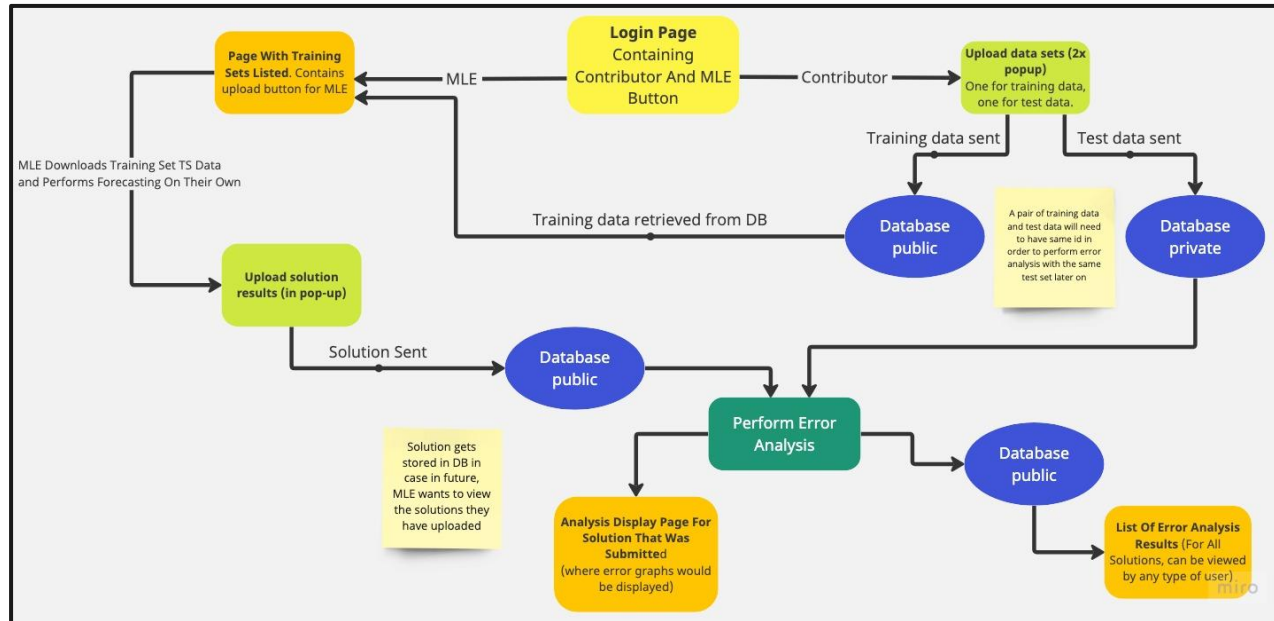 Login Page
Containing
Contributor And MLE
Button
Page With Training
Sets Listed. Contains
upload button for MLE
MLE
Contributor
Upload data sets (2x
popup)
One for training data,
one for test data.
Training data sent
Test data sent
MLE Downloads Training Set TS Data
and Performs Forecasting On Their Own
Training data retrieved from DB
Database
public
A pair of training data
and test data will need
to have same id in
order to perform error
analysis with the same
test set later on
Database
private
Upload solution
results (in pop-up)
Solution Sent
Database
public
Perform Error
Analysis
Solution gets
stored in DB in
case in future,
MLE wants to view
the solutions they
have uploaded
Database
public
Analysis Display Page For
Solution That Was
Submitted
(where error graphs would
be displayed)
List Of Error Analysis
Results (For All
Solutions, can be viewed
by any type of user)
miro